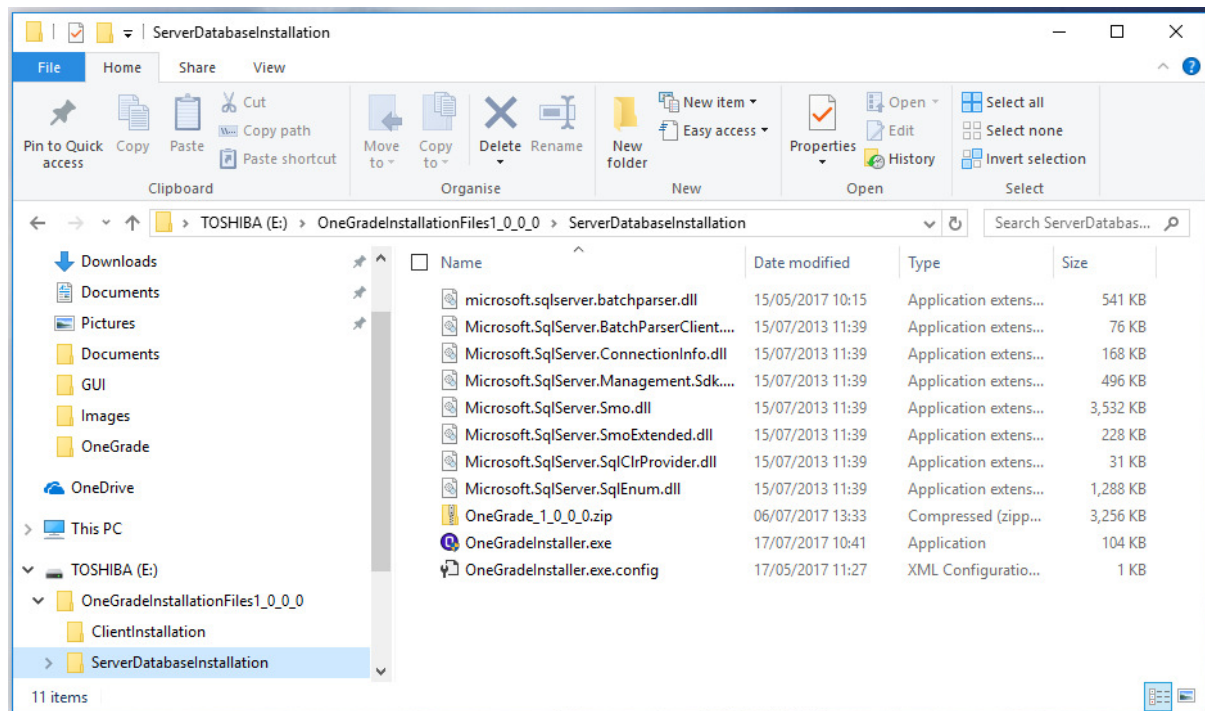 ServerDatabaseInstallation
File Home Share View
Pin to Quick access
Copy
Paste
Cut
Copy path
Paste shortcut
Move to
Copy to
Delete
Rename
New folder
New item
Easy access
Properties
Open
Edit
History
Select all
Select none
Invert selection
Clipboard Organise New Open Select
TOSHIBA (E:) > OneGradeInstallationFiles1_0_0_0 > ServerDatabaseInstallation
Search ServerDatabas...
Downloads
Documents
Pictures
Documents
GUI
Images
OneGrade
OneDrive
This PC
TOSHIBA (E:)
OneGradeInstallationFiles1_0_0_0
ClientInstallation
ServerDatabaseInstallation
Name Date modified Type Size
microsoft.sqlserver.batchparser.dll 15/05/2017 10:15 Application extens... 541 KB
Microsoft.SqlServer.BatchParserClient.... 15/07/2013 11:39 Application extens... 76 KB
Microsoft.SqlServer.ConnectionInfo.dll 15/07/2013 11:39 Application extens... 168 KB
Microsoft.SqlServer.Management.Sdk.... 15/07/2013 11:39 Application extens... 496 KB
Microsoft.SqlServer.Smo.dll 15/07/2013 11:39 Application extens... 3,532 KB
Microsoft.SqlServer.SmoExtended.dll 15/07/2013 11:39 Application extens... 228 KB
Microsoft.SqlServer.SqlClrProvider.dll 15/07/2013 11:39 Application extens... 31 KB
Microsoft.SqlServer.SqlEnum.dll 15/07/2013 11:39 Application extens... 1,288 KB
OneGrade_1_0_0_0.zip 06/07/2017 13:33 Compressed (zipp... 3,256 KB
OneGradeInstaller.exe 17/07/2017 10:41 Application 104 KB
OneGradeInstaller.exe.config 17/05/2017 11:27 XML Configuratio... 1 KB
11 items